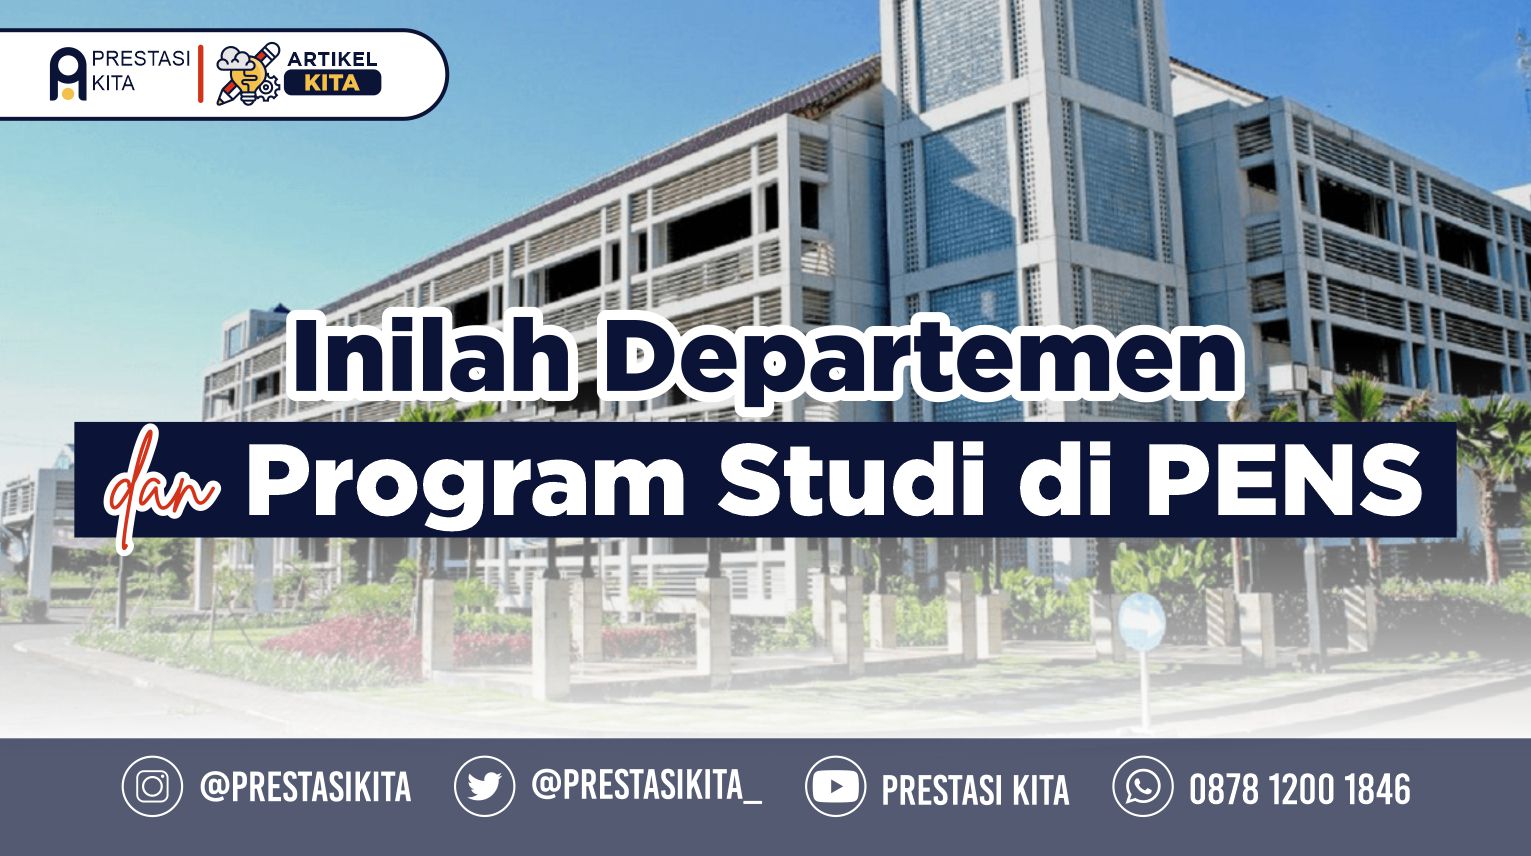 PRESTASI
KITA
ARTIKEL
KITA
Inilah Departemen
dan Program Studi di PENS
@PRESTASIKITA
@PRESTASIKITA_
PRESTASI KITA
0878 1200 1846